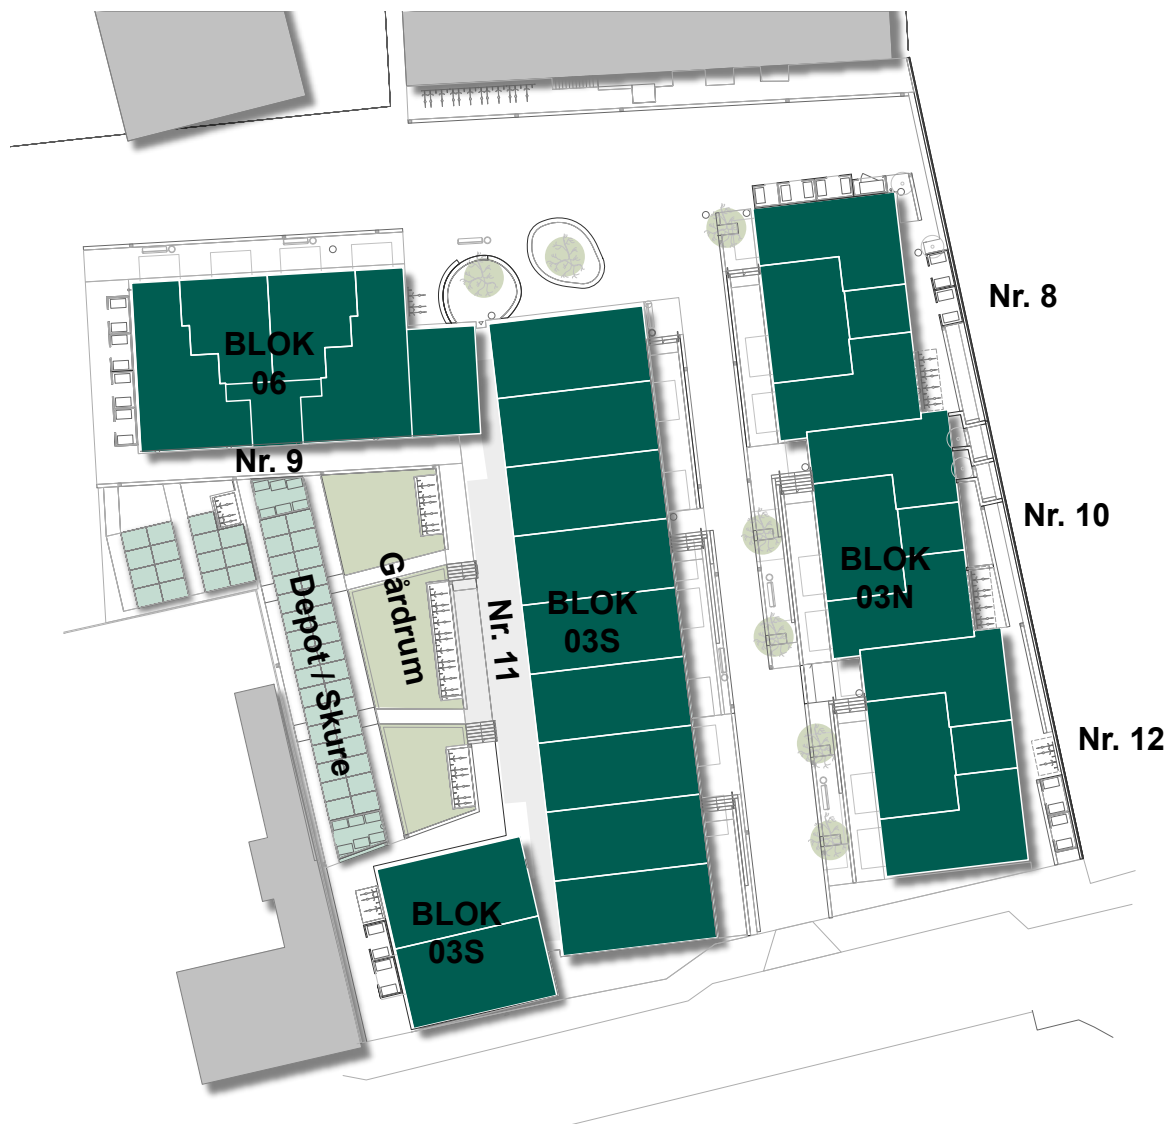 Nr. 8
BLOK
06
Nr. 9
Nr. 10
Gårdrum
BLOK
03N
Depot / Skure
Nr. 11
BLOK
03S
Nr. 12
BLOK
03S